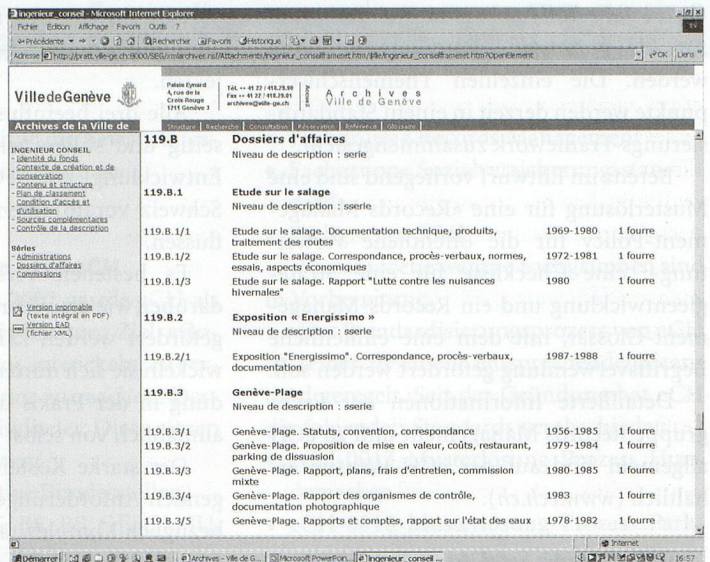 ingenieur_conseil - Microsoft Internet Explorer
Fichier Edition Affichage Favoris Outils ?
Précédente Rechercher Favoris Historique
Adresse http://pratt.ville-ge.ch:8000/SEG/xmlarchives.nsf/Attachments/ingenieur_conseilframeset.htm/$file/ingenieur_conseilframeset.htm?OpenElement OK Liens
Ville de Genève
Palais Eynard
4, rue de la
Croix Rouge
1211 Genève 3
Tél. ++ 41 22 / 418.29.90
Fax ++ 41 22 / 418.29.01
archives@ville-ge.ch
Accueil
Archives
Ville de Genève
Archives de la Ville de
Structure Recherche Consultation Réservation Référence Glossaire
INGENIEUR CONSEIL
- Identité du fonds
- Contexte de création et de
conservation
- Contenu et structure
- Plan de classement
- Condition d'accès et
d'utilisation
- Sources complémentaires
- Contrôle de la description
Séries
- Administrations
- Dossiers d'affaires
- Commissions
Version imprimable
(texte intégral en PDF)
Version EAD
(fichier XML)
119.B Dossiers d'affaires
Niveau de description : serie
119.B.1 Etude sur le salage
Niveau de description : sserie
119.B.1/1 Etude sur le salage. Documentation technique, produits, 1969-1980 1 fourre
traitement des routes
119.B.1/2 Etude sur le salage. Correspondance, procès-verbaux, normes, 1972-1981 1 fourre
essais, aspects économiques
119.B.1/3 Etude sur le salage. Rapport "Lutte contre les nuisances 1980 1 fourre
hivernales"
119.B.2 Exposition « Energissimo »
Niveau de description : sserie
119.B.2/1 Exposition "Energissimo". Correspondance, procès-verbaux, 1987-1988 1 fourre
documentation
119.B.3 Genève-Plage
Niveau de description : sserie
119.B.3/1 Genève-Plage. Statuts, convention, correspondance 1956-1985 1 fourre
119.B.3/2 Genève-Plage. Proposition de mise en valeur, coûts, recettes, 1979-1984 1 fourre
parking de dissuasion
119.B.3/3 Genève-Plage. Rapport, plans, frais d'entretien, commission 1980-1985 1 fourre
mixte
119.B.3/4 Genève-Plage. Rapport des organismes de contrôle, 1983 1 fourre
documentation photographique
119.B.3/5 Genève-Plage. Budget et comptes, rapport sur l'état des eaux 1978-1982 1 fourre
Internet
Démarrer Archives - Ville de G... Microsoft PowerPoin... ingenieur_conseil ... 16:57